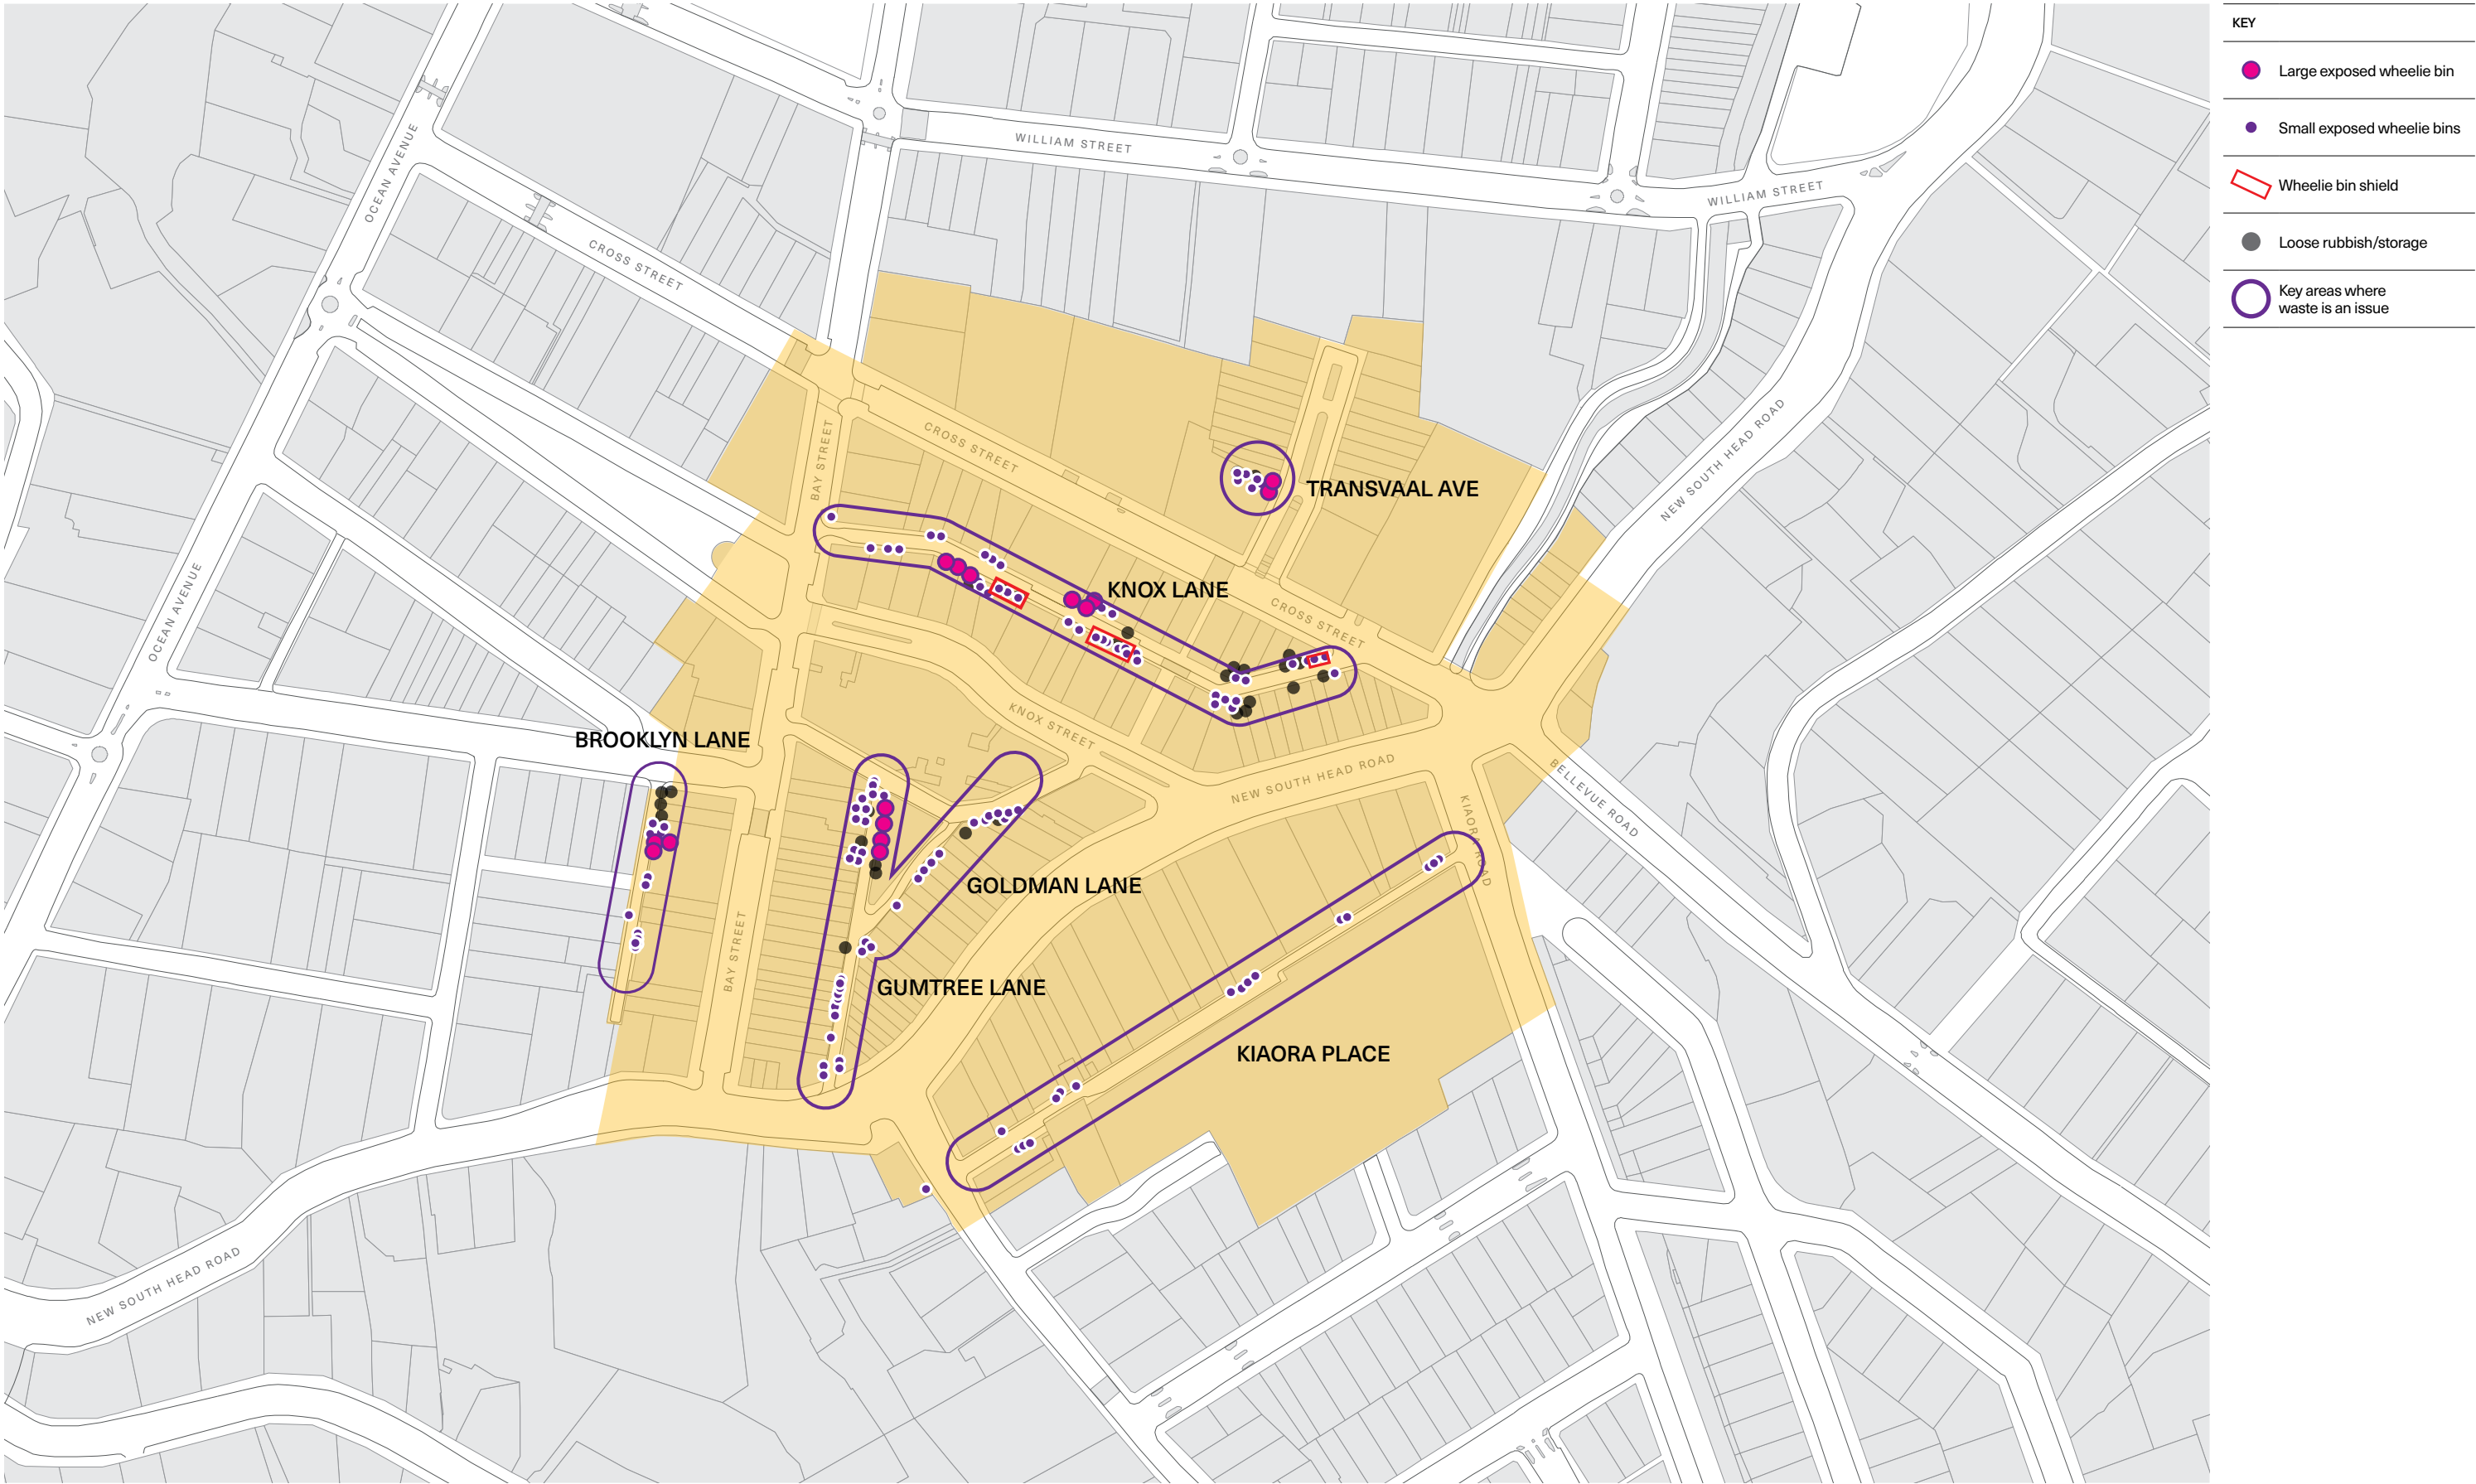 KEY
Large exposed wheelie bin
Small exposed wheelie bins
Wheelie bin shield
Loose rubbish/storage
Key areas where
waste is an issue
WILLIAM STREET
OCEAN AVENUE
WILLIAM STREET
CROSS STREET
NEW SOUTH HEAD ROAD
CROSS STREET
BAY STREET
TRANSVAAL AVE
KNOX LANE
OCEAN AVENUE
CROSS STREET
KNOX STREET
BROOKLYN LANE
NEW SOUTH HEAD ROAD
BELLEVUE ROAD
KIAORA ROAD
GOLDMAN LANE
BAY STREET
GUMTREE LANE
KIAORA PLACE
NEW SOUTH HEAD ROAD